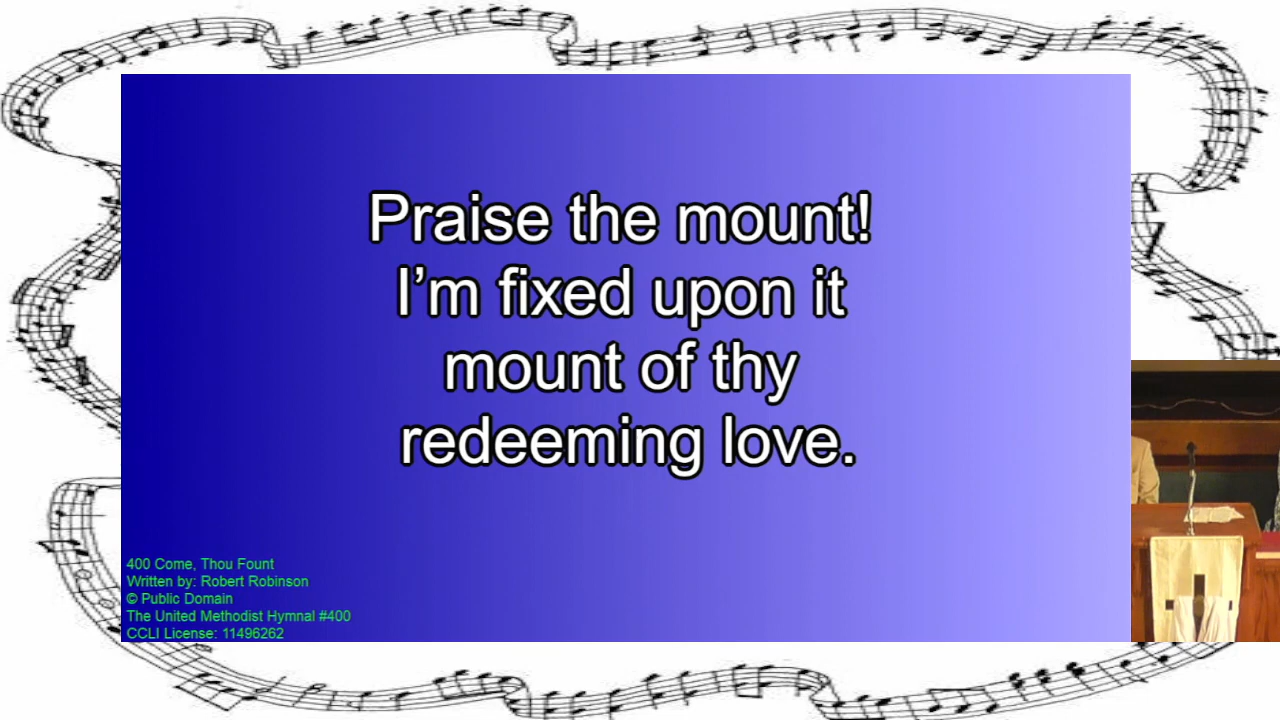 Praise the mount!
I’m fixed upon it
mount of thy
redeeming love.
400 Come, Thou Fount
Written by: Robert Robinson
© Public Domain
The United Methodist Hymnal #400
CCLI License: 11496262